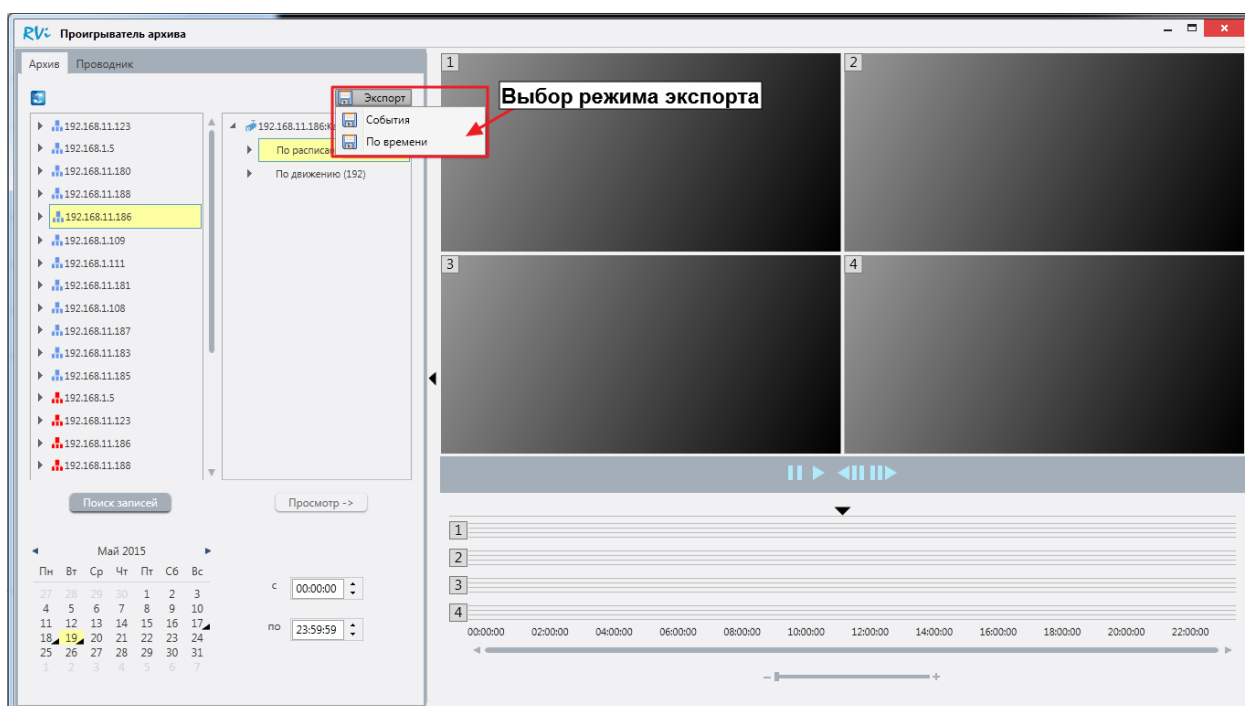 RVi Проигрыватель архива
Архив Проводник
Экспорт
События
По времени
Выбор режима экспорта
192.168.11.123
192.168.1.5
192.168.11.180
192.168.11.188
192.168.11.186
192.168.1.109
192.168.1.111
192.168.11.181
192.168.1.108
192.168.11.187
192.168.11.183
192.168.11.185
192.168.1.5
192.168.11.123
192.168.11.186
192.168.11.188
192.168.11.186:
По
По движению (192)
Поиск записей
Просмотр ->
Май 2015
Пн Вт Ср Чт Пт Сб Вс
27 28 29 30 1 2 3
4 5 6 7 8 9 10
11 12 13 14 15 16 17
18 19 20 21 22 23 24
25 26 27 28 29 30 31
1 2 3 4 5 6 7
с 00:00:00
по 23:59:59
1
2
3
4
1
2
3
4
00:00:00 02:00:00 04:00:00 06:00:00 08:00:00 10:00:00 12:00:00 14:00:00 16:00:00 18:00:00 20:00:00 22:00:00
− +